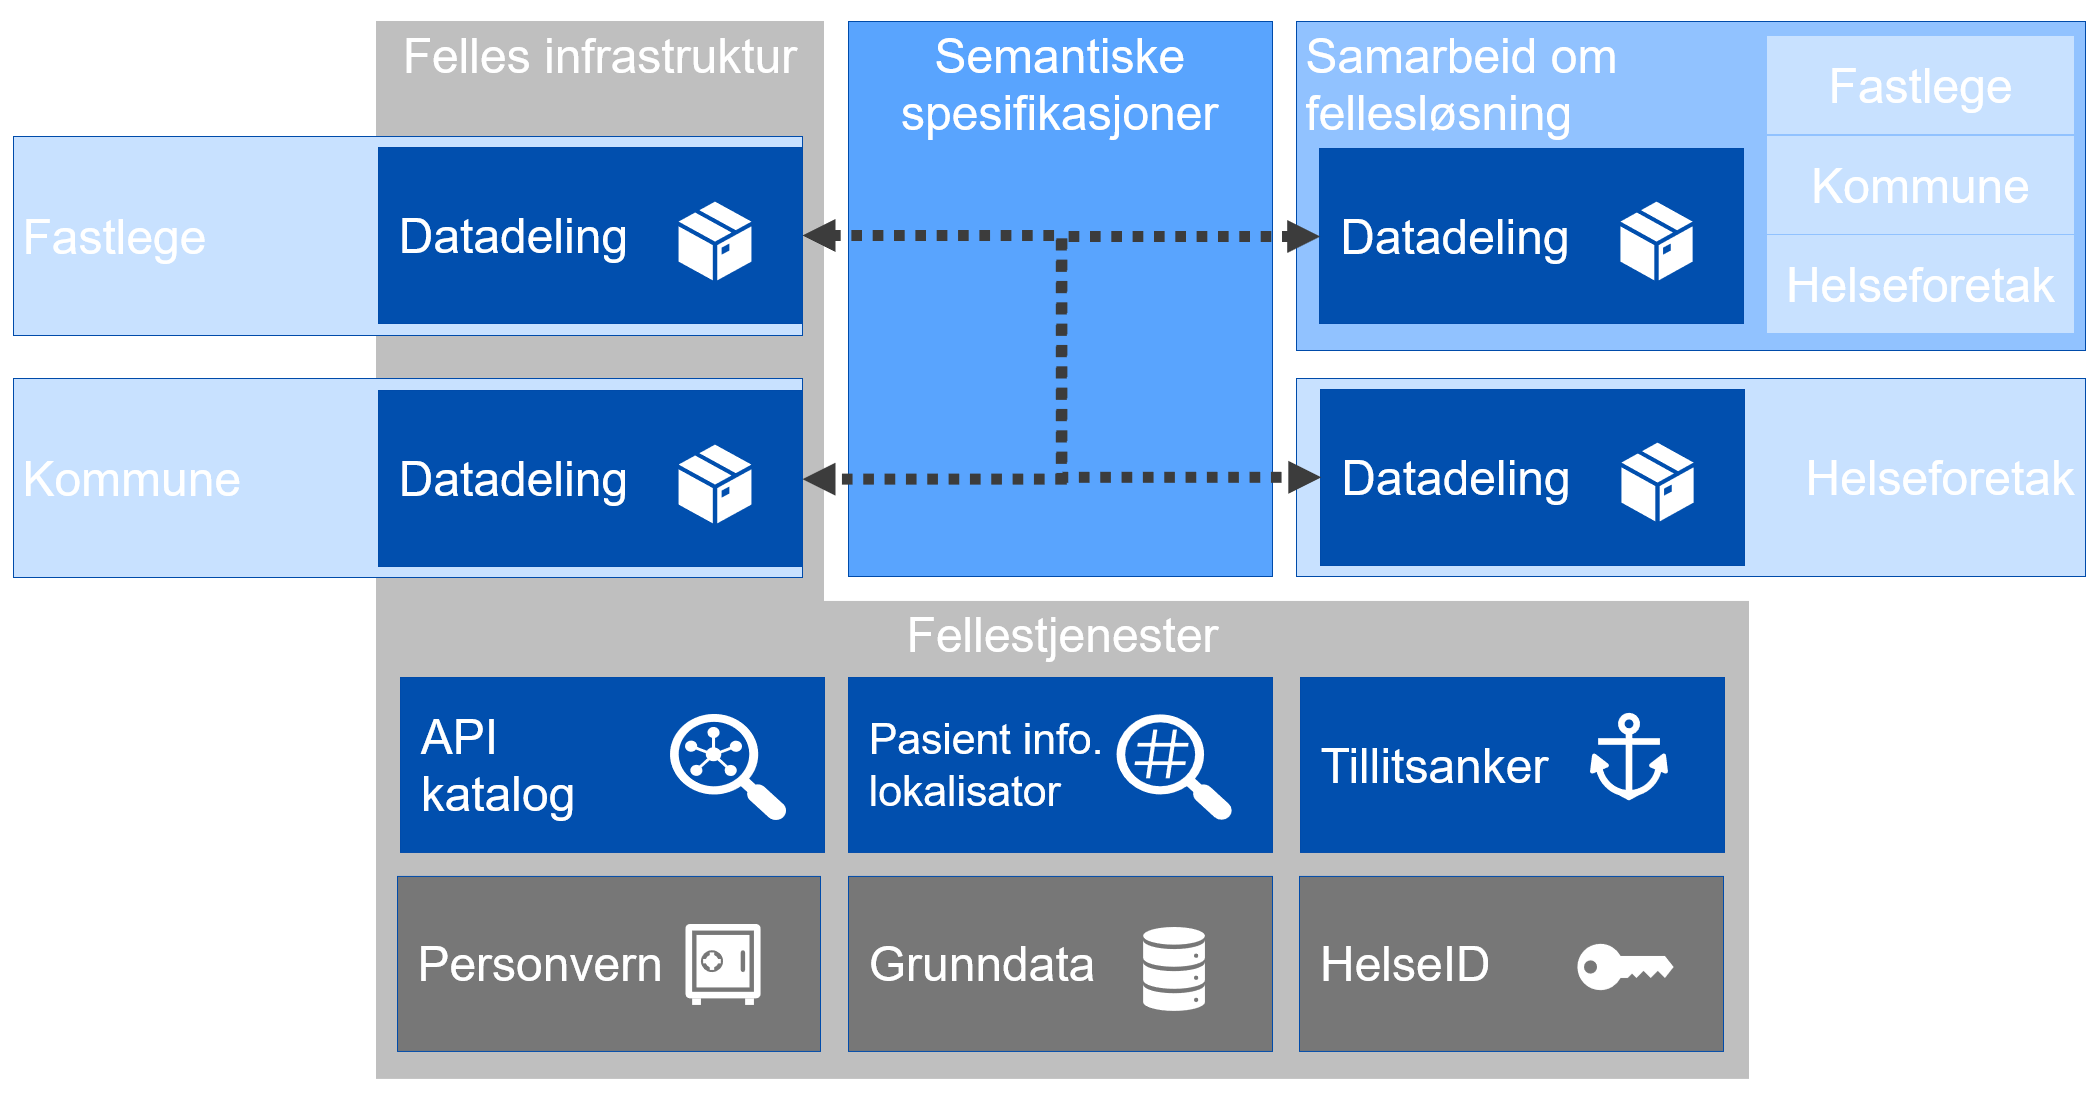 Felles infrastruktur
Semantiske
spesifikasjoner
Samarbeid om
fellesløsning
Fastlege
Kommune
Helseforetak
Fastlege
Datadeling
Datadeling
Kommune
Datadeling
Datadeling
Helseforetak
Fellestjenester
API
katalog
Pasient info.
lokalisator
Tillitsanker
Personvern
Grunndata
HelseID